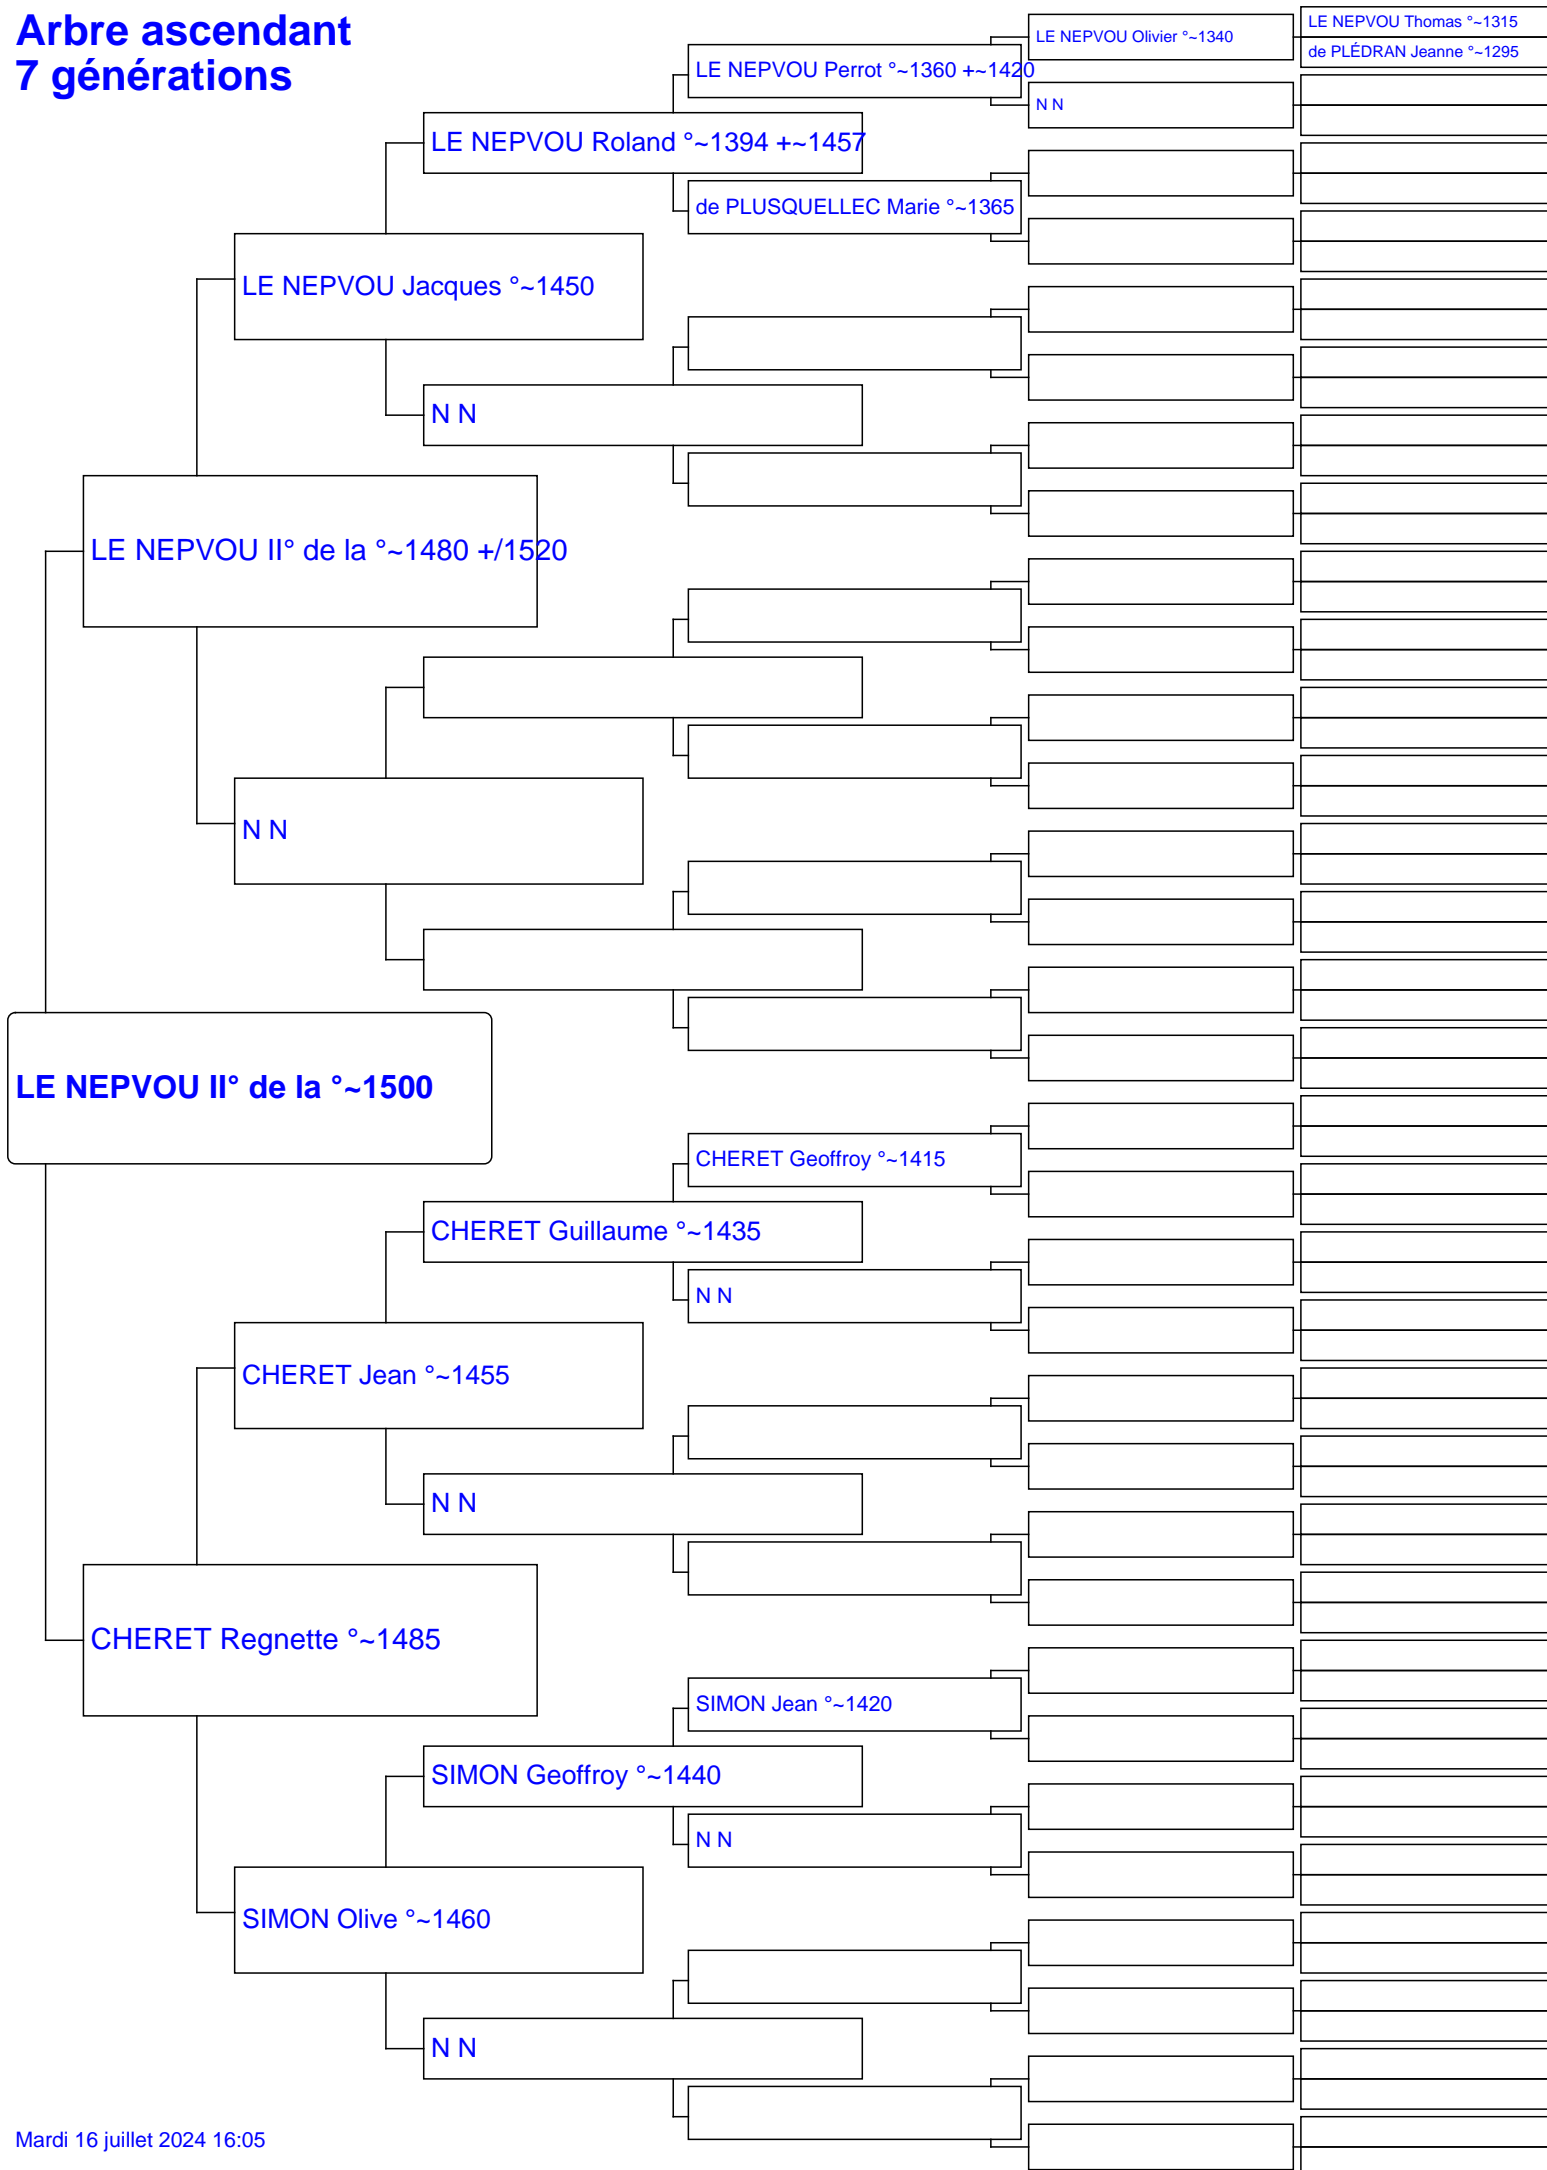 Arbre ascendant
7 générations
LE NEPVOU Thomas °~1315
LE NEPVOU Olivier °~1340
de PLÉDRAN Jeanne °~1295
LE NEPVOU Perrot °~1360 +~1420
N N
LE NEPVOU Roland °~1394 +~1457
de PLUSQUELLEC Marie °~1365
LE NEPVOU Jacques °~1450
N N
LE NEPVOU II° de la °~1480 +/1520
N N
LE NEPVOU II° de la °~1500
CHERET Geoffroy °~1415
CHERET Guillaume °~1435
N N
CHERET Jean °~1455
N N
CHERET Regnette °~1485
SIMON Jean °~1420
SIMON Geoffroy °~1440
N N
SIMON Olive °~1460
N N
Mardi 16 juillet 2024 16:05